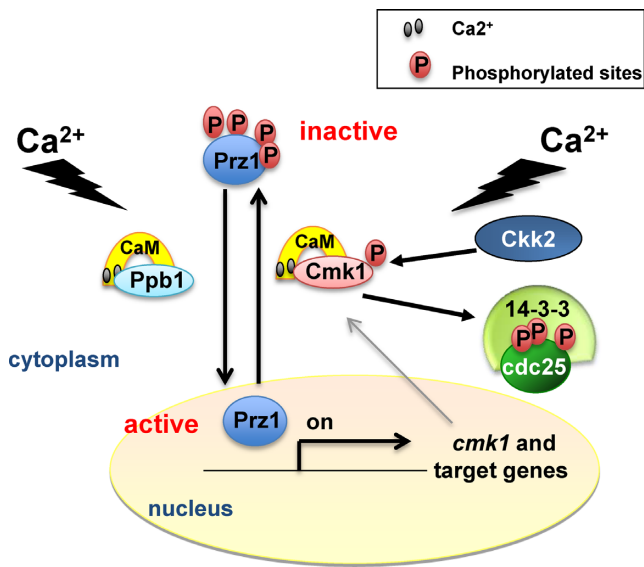 Ca2+
P
Phosphorylated sites
P
P
P
P
Prz1
inactive
Ca2+
Ca2+
CaM
Ppb1
CaM
P
Cmk1
Ckk2
14-3-3
P
P
P
cdc25
cytoplasm
active
Prz1
on
cmk1 and
target genes
nucleus